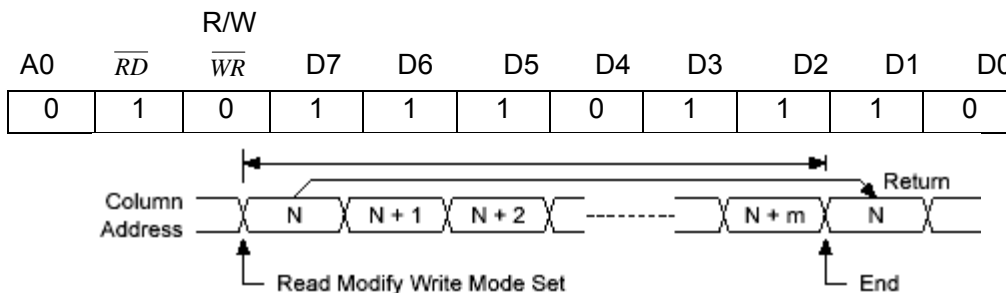 R/W
A0 RD WR D7 D6 D5 D4 D3 D2 D1 D0
0 1 0 1 1 1 0 1 1 1 0
Return
Column Address
N N + 1 N + 2 N + m N
Read Modify Write Mode Set End